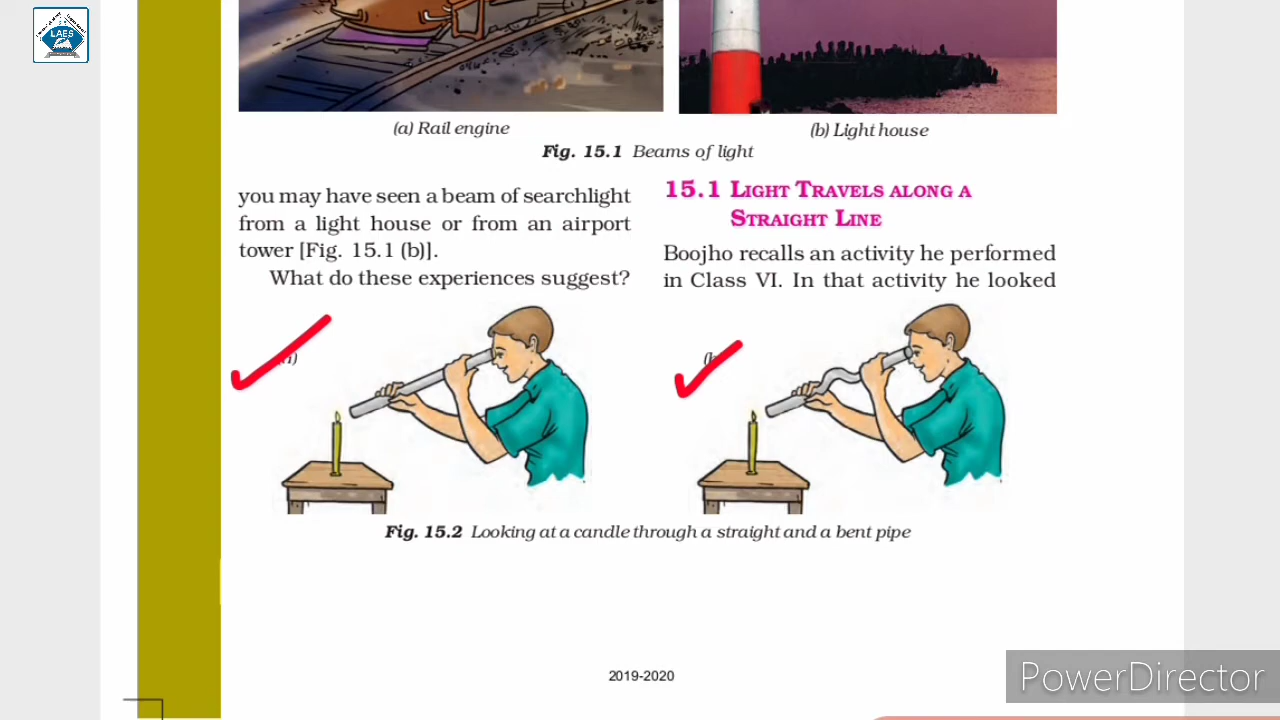 LAES
(a) Rail engine
(b) Light house
Fig. 15.1 Beams of light
you may have seen a beam of searchlight
from a light house or from an airport
tower [Fig. 15.1 (b)].
What do these experiences suggest?
15.1 LIGHT TRAVELS ALONG A
STRAIGHT LINE
Boojho recalls an activity he performed
in Class VI. In that activity he looked
Fig. 15.2 Looking at a candle through a straight and a bent pipe
2019-2020
PowerDirector